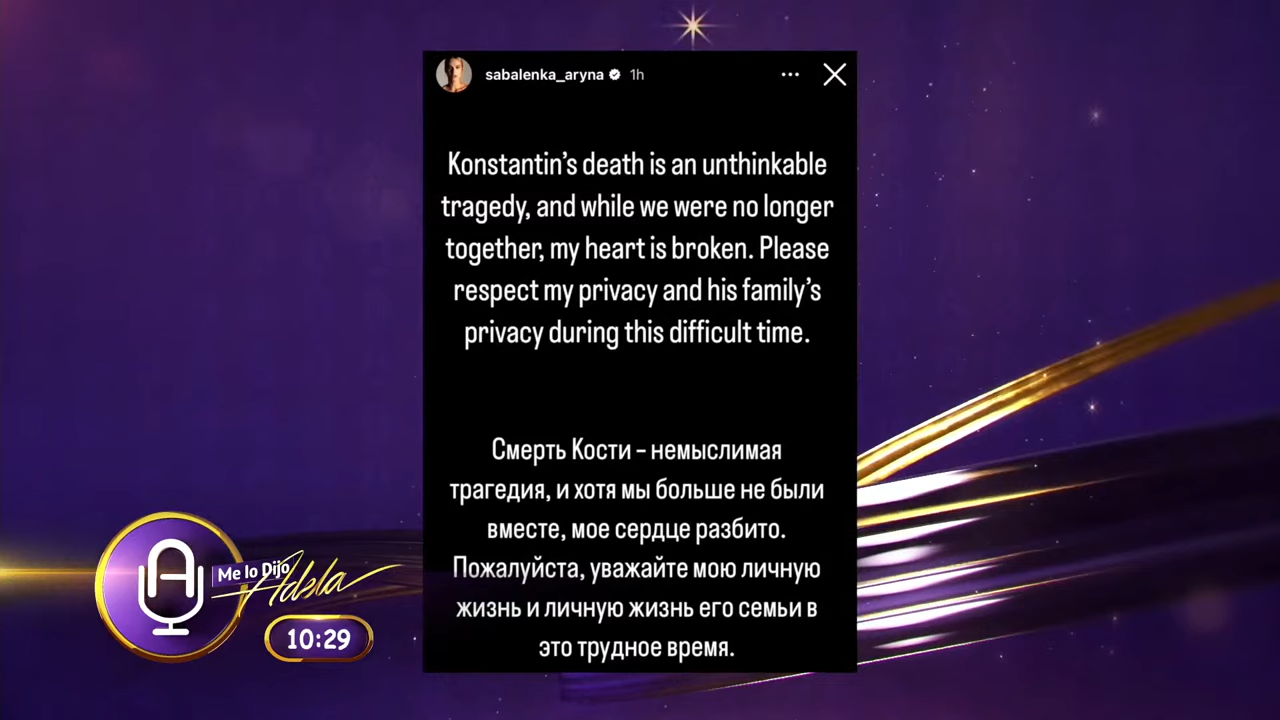 sabalenka_aryna 1h
Konstantin’s death is an unthinkable
tragedy, and while we were no longer
together, my heart is broken. Please
respect my privacy and his family’s
privacy during this difficult time.
Смерть Кости - немыслимая
трагедия, и хотя мы больше не были
вместе, мое сердце разбито.
Пожалуйста, уважайте мою личную
жизнь и личную жизнь его семьи в
это трудное время.
Me lo Dijo
Adela
10:29